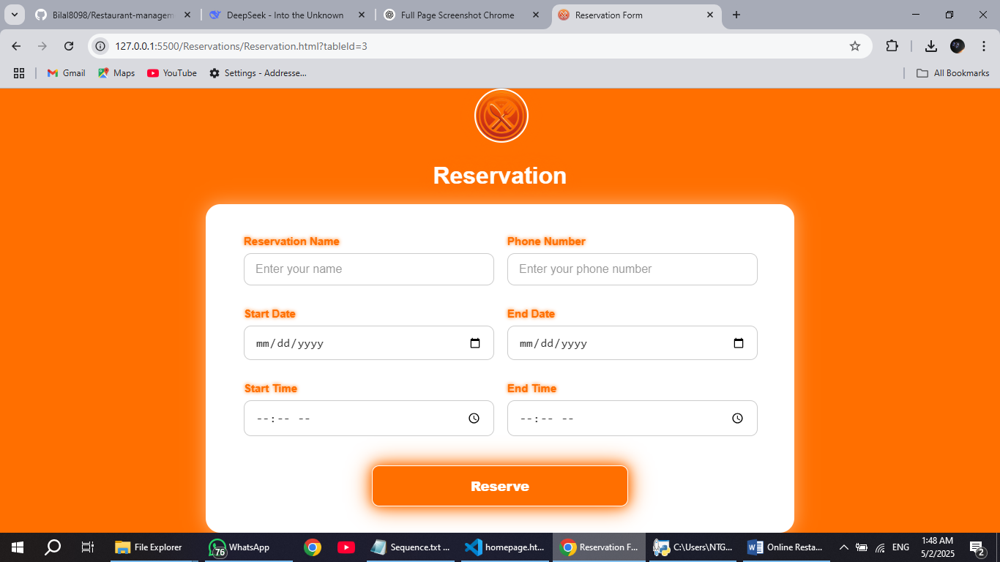 Bilal8098/Restaurant-managem
DeepSeek - Into the Unknown
Full Page Screenshot Chrome
Reservation Form
127.0.0.1:5500/Reservations/Reservation.html?tableId=3
Gmail
Maps
YouTube
Settings - Addresse...
All Bookmarks
Reservation
Reservation Name
Phone Number
Enter your name
Enter your phone number
Start Date
End Date
mm/dd/yyyy
mm/dd/yyyy
Start Time
End Time
--:-- --
--:-- --
Reserve
File Explorer
76
WhatsApp
Sequence.txt ...
homepage.ht...
Reservation F...
C:\Users\NTG...
Online Resta...
ENG
1:48 AM
5/2/2025
2